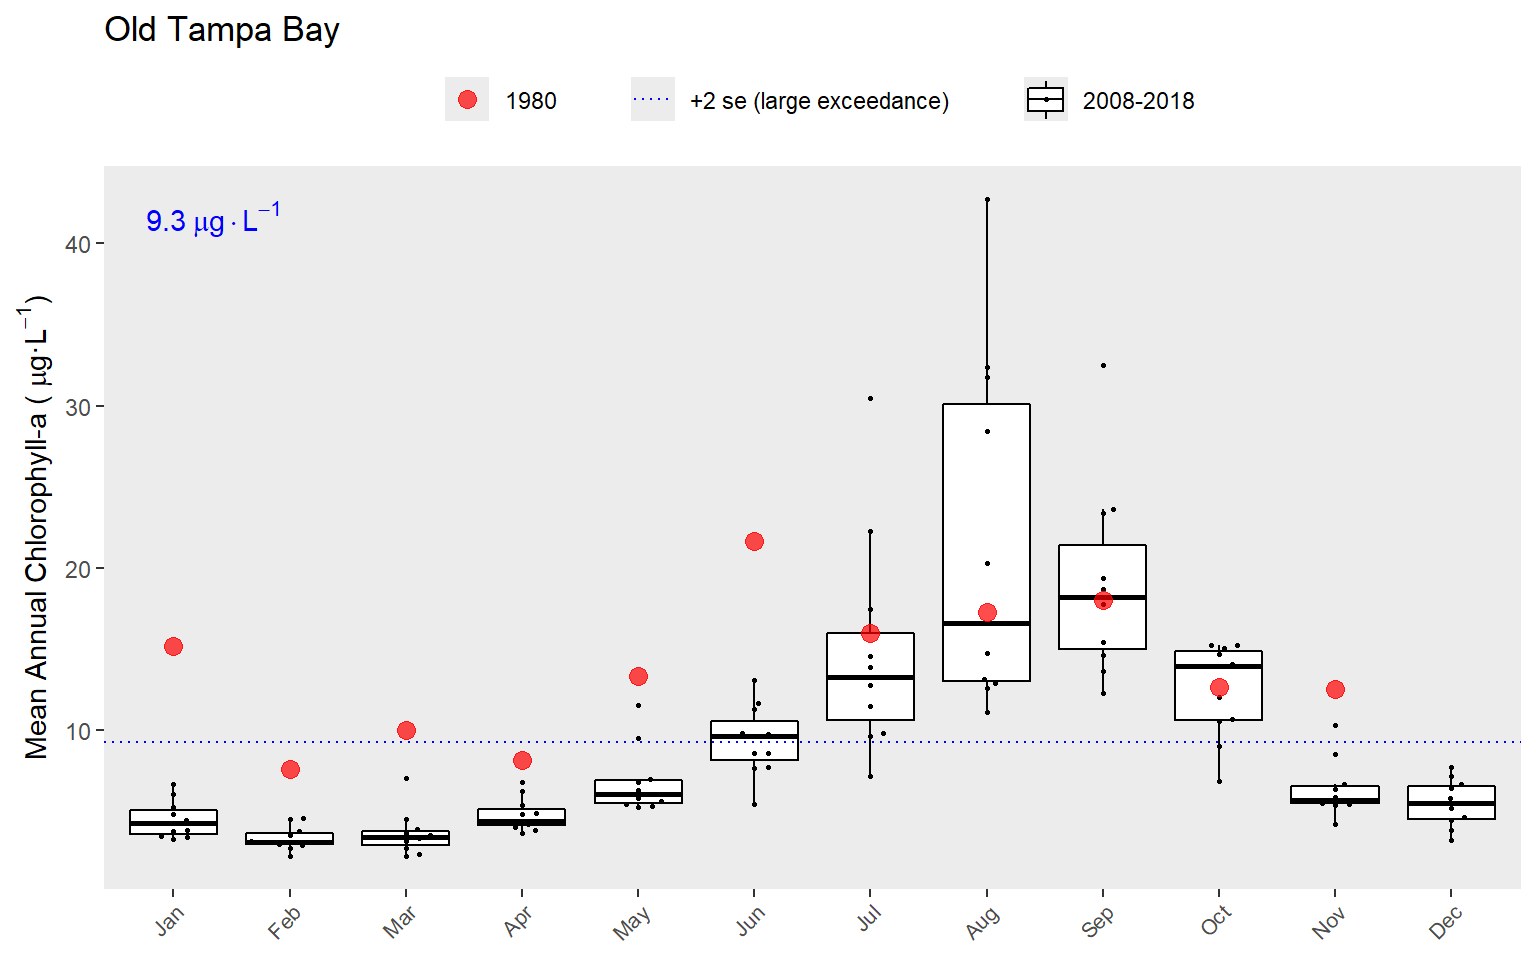 Old Tampa Bay
1980
+2 se (large exceedance)
2008-2018
9.3 μg·L⁻¹
Mean Annual Chlorophyll-a ( μg·L⁻¹)
40
30
20
10
Jan
Feb
Mar
Apr
May
Jun
Jul
Aug
Sep
Oct
Nov
Dec